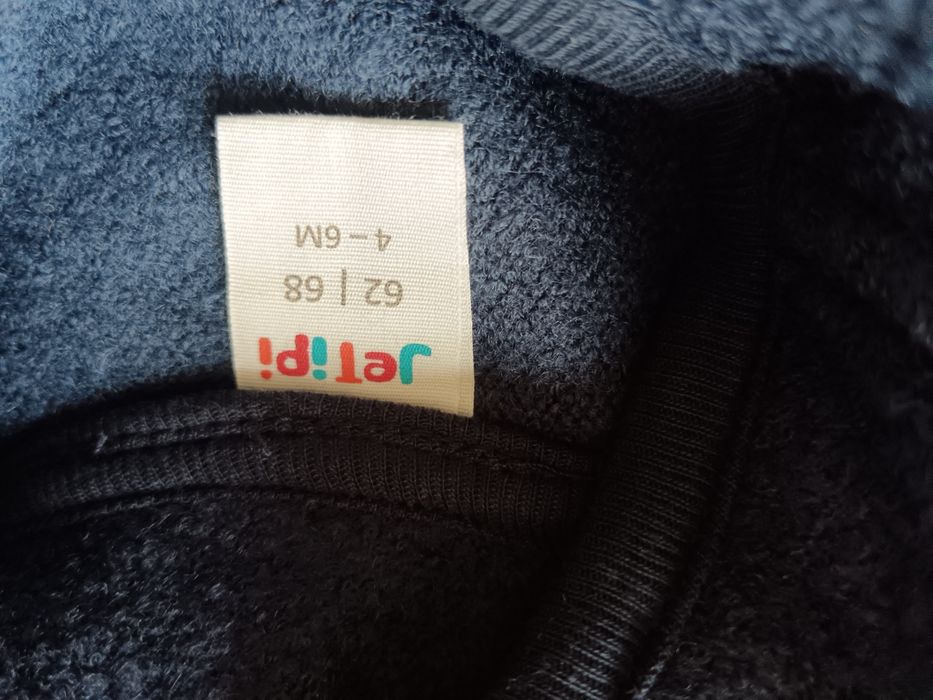 JeTiPi
62 | 68
4 – 6M